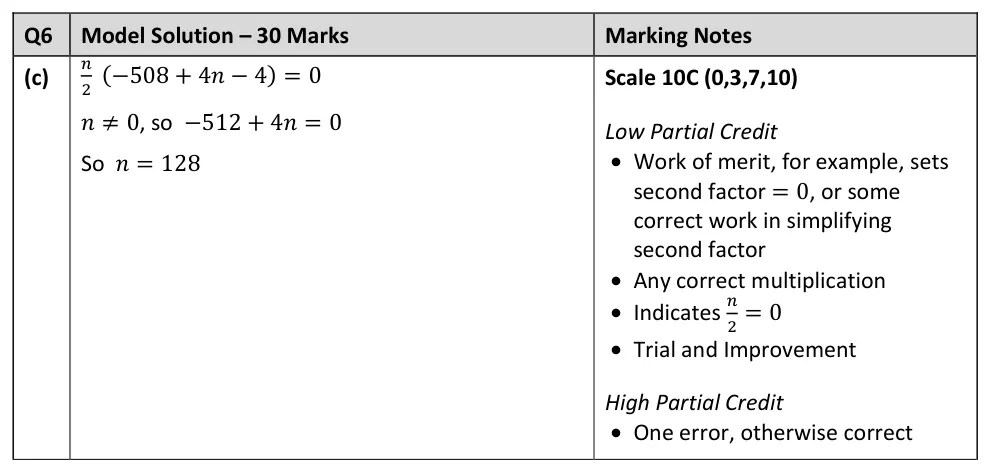 Q6 Model Solution – 30 Marks Marking Notes
(c) n/2 (−508 + 4n − 4) = 0
n ≠ 0, so −512 + 4n = 0
So n = 128
Scale 10C (0,3,7,10)
Low Partial Credit
• Work of merit, for example, sets
second factor = 0, or some
correct work in simplifying
second factor
• Any correct multiplication
• Indicates n/2 = 0
• Trial and Improvement
High Partial Credit
• One error, otherwise correct